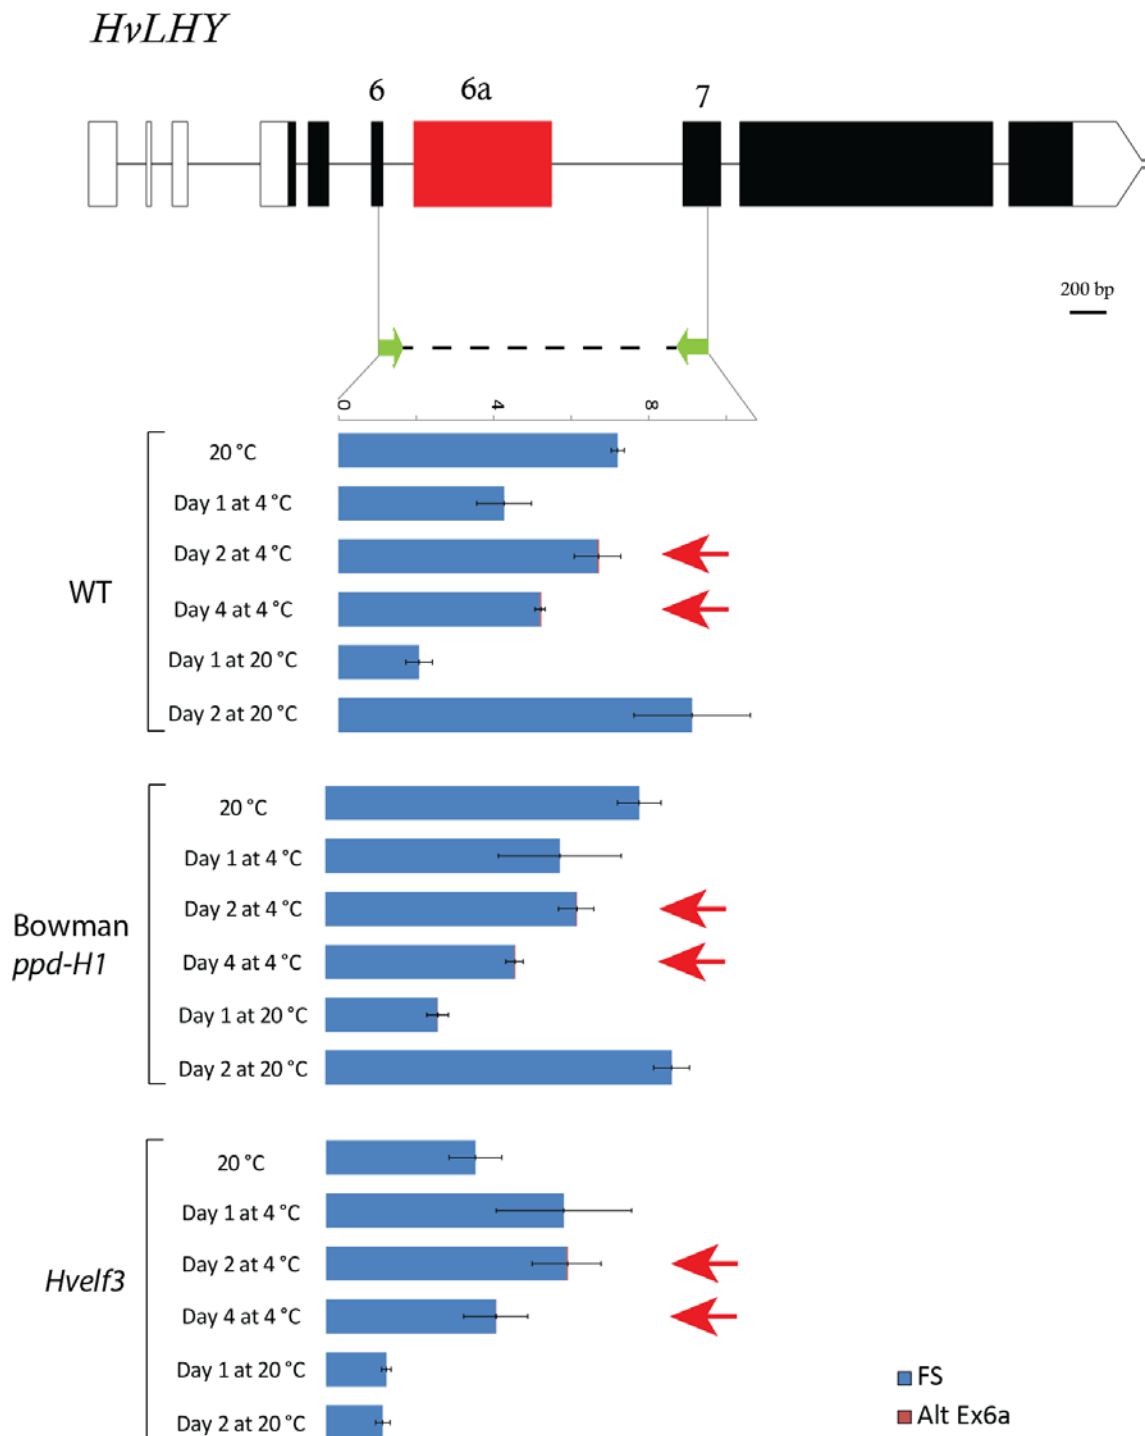 HvLHY
6 6a 7
200 bp
0 4 8
WT
20 °C
Day 1 at 4 °C
Day 2 at 4 °C
Day 4 at 4 °C
Day 1 at 20 °C
Day 2 at 20 °C
Bowman
ppd-H1
20 °C
Day 1 at 4 °C
Day 2 at 4 °C
Day 4 at 4 °C
Day 1 at 20 °C
Day 2 at 20 °C
Hvelf3
20 °C
Day 1 at 4 °C
Day 2 at 4 °C
Day 4 at 4 °C
Day 1 at 20 °C
Day 2 at 20 °C
FS
Alt Ex6a